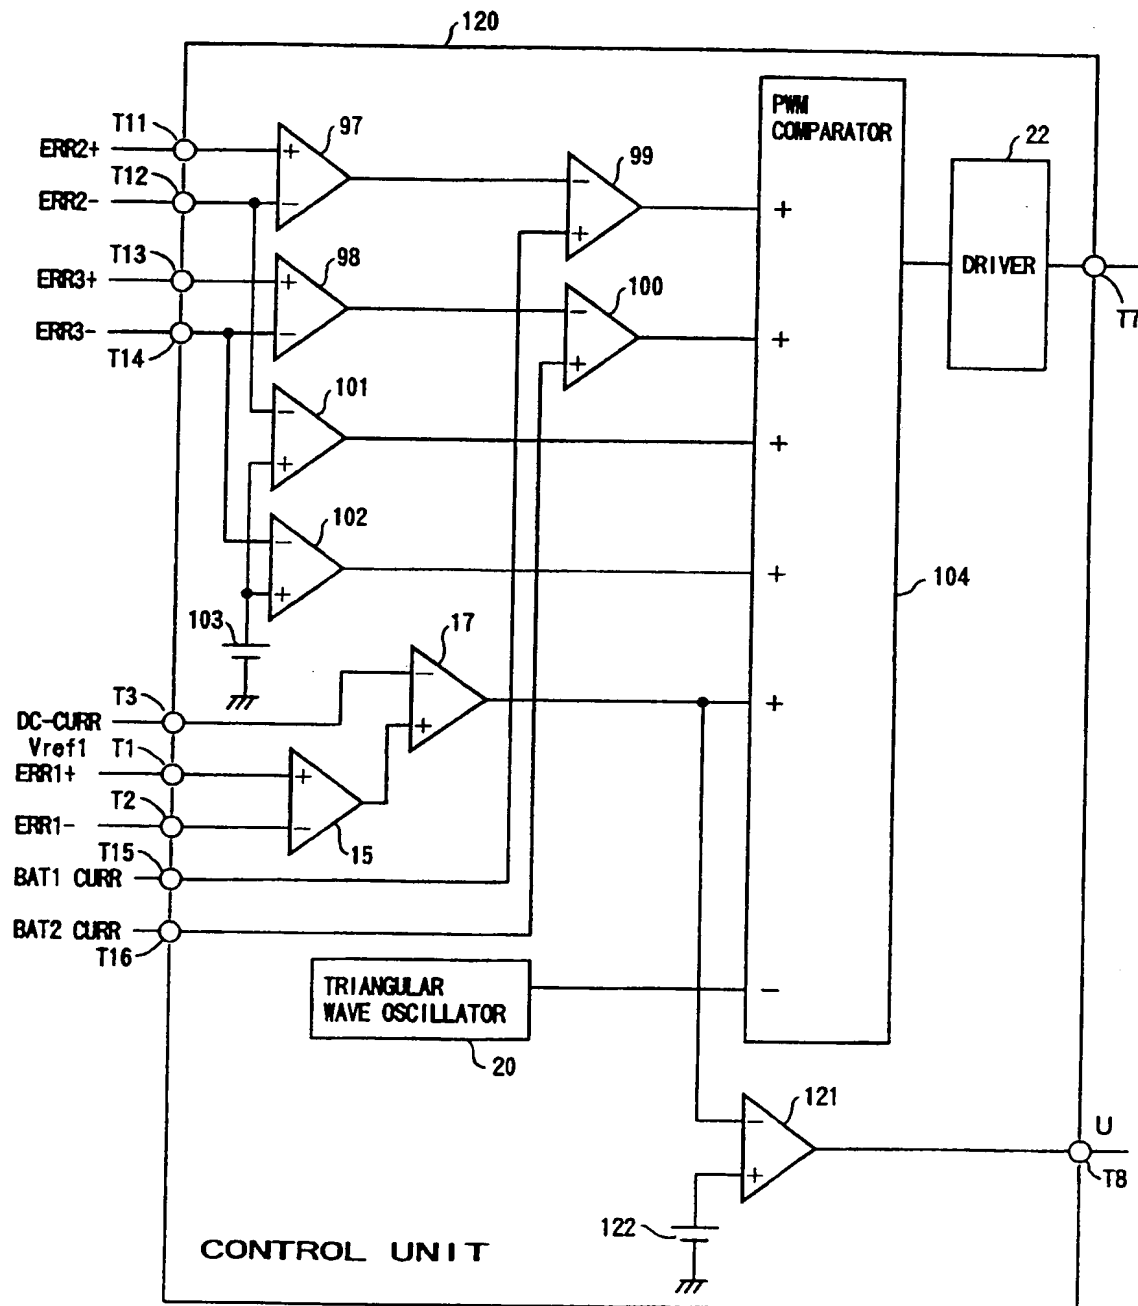 120
T11
ERR2+
97
T12
ERR2-
99
PWM
COMPARATOR
22
DRIVER
T7
T13
ERR3+
98
ERR3-
T14
100
101
102
103
104
17
T3
DC-CURR
Vref1
T1
ERR1+
T2
ERR1-
15
T15
BAT1 CURR
BAT2 CURR
T16
TRIANGULAR
WAVE OSCILLATOR
20
121
122
U
T8
CONTROL UNIT
+
-
+
-
-
+
-
+
-
+
-
+
-
+
+
-
+
+
+
+
+
-
-
+